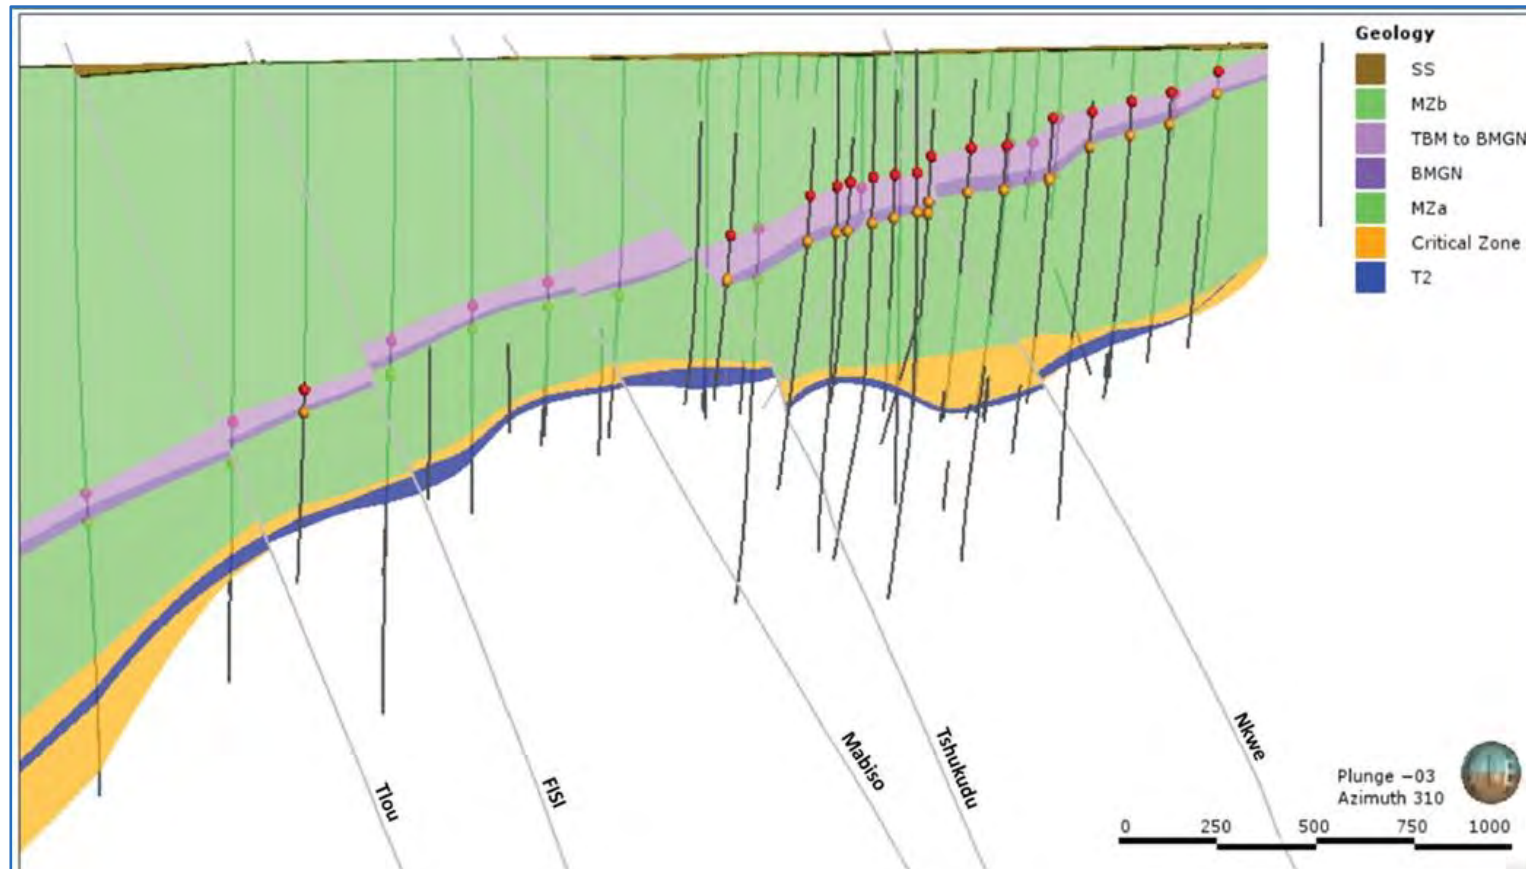 Geology
SS
MZb
TBM to BMGN
BMGN
MZa
Critical Zone
T2
Tlou
FISI
Mabiso
Tshukudu
Nkwe
Plunge −03
Azimuth 310
0 250 500 750 1000